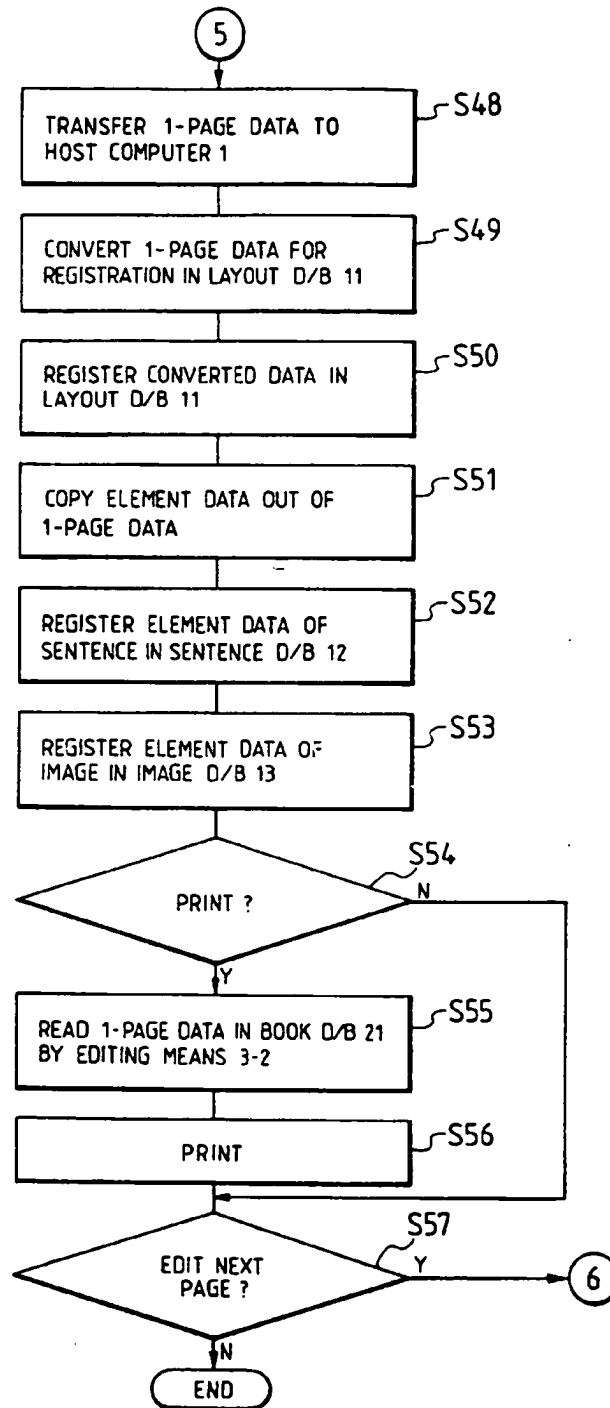 5
TRANSFER 1-PAGE DATA TO
HOST COMPUTER 1
S48
CONVERT 1-PAGE DATA FOR
REGISTRATION IN LAYOUT D/B 11
S49
REGISTER CONVERTED DATA IN
LAYOUT D/B 11
S50
COPY ELEMENT DATA OUT OF
1-PAGE DATA
S51
REGISTER ELEMENT DATA OF
SENTENCE IN SENTENCE D/B 12
S52
REGISTER ELEMENT DATA OF
IMAGE IN IMAGE D/B 13
S53
PRINT ?
S54
N
Y
READ 1-PAGE DATA IN BOOK D/B 21
BY EDITING MEANS 3-2
S55
PRINT
S56
EDIT NEXT
PAGE ?
S57
Y
6
N
END